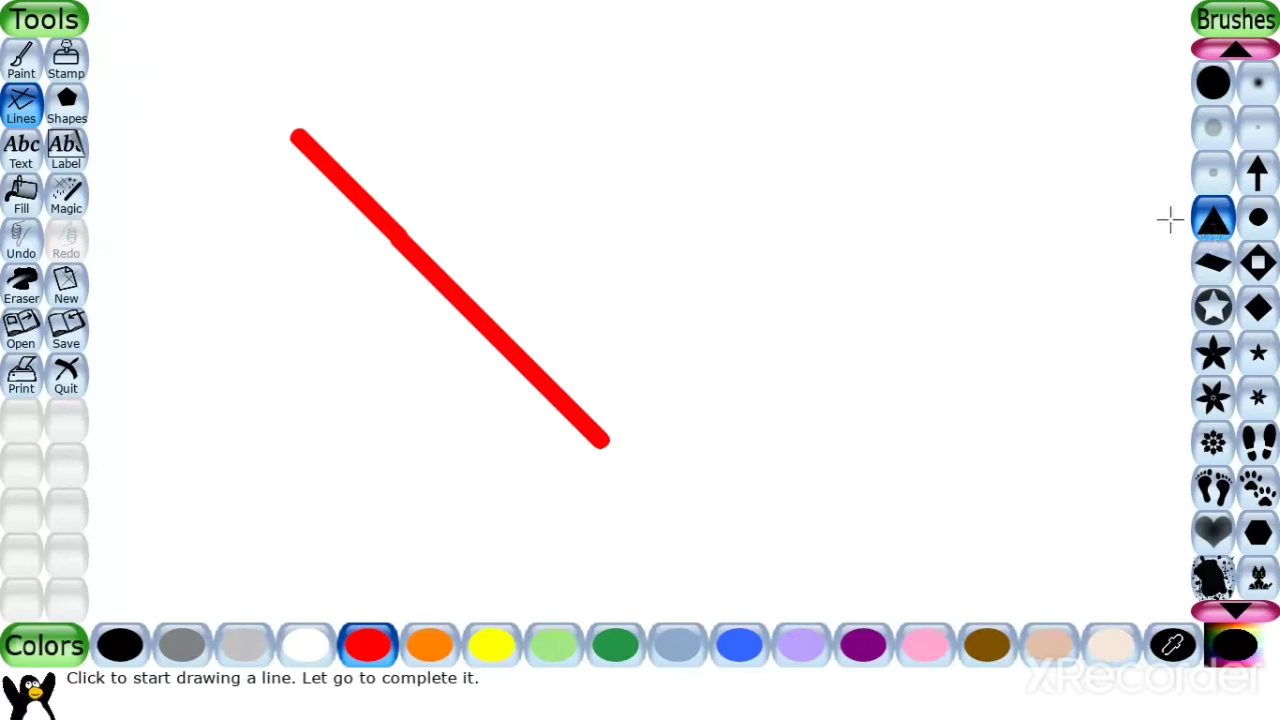 Tools
Brushes
Paint
Stamp
Lines
Shapes
Abc
Abc
Text
Label
Fill
Magic
Undo
Redo
Eraser
New
Open
Save
Print
Quit
Colors
Click to start drawing a line. Let go to complete it.
XRecorder